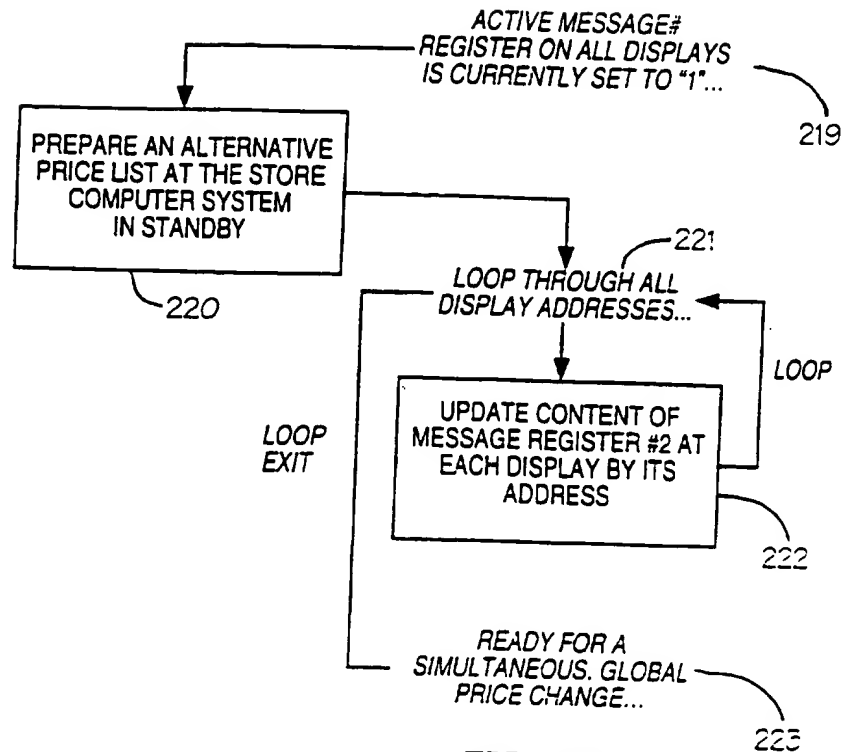 ACTIVE MESSAGE#
REGISTER ON ALL DISPLAYS
IS CURRENTLY SET TO "1"...
219
PREPARE AN ALTERNATIVE
PRICE LIST AT THE STORE
COMPUTER SYSTEM
IN STANDBY
220
221
LOOP THROUGH ALL
DISPLAY ADDRESSES...
LOOP
LOOP
EXIT
UPDATE CONTENT OF
MESSAGE REGISTER #2 AT
EACH DISPLAY BY ITS
ADDRESS
222
READY FOR A
SIMULTANEOUS. GLOBAL
PRICE CHANGE...
223